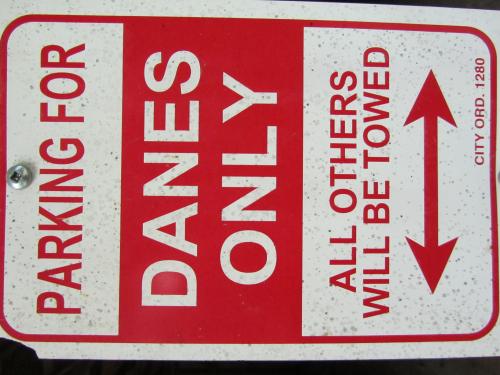 PARKING FOR
DANES
ONLY
ALL OTHERS
WILL BE TOWED
CITY ORD. 1280